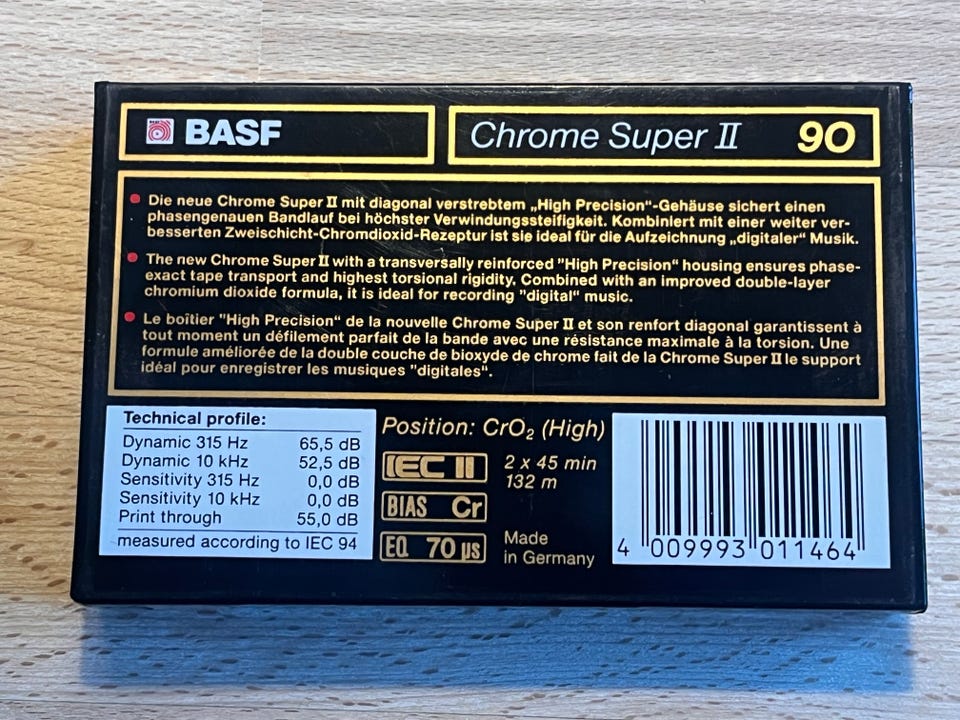 BASF
Chrome Super II 90
Die neue Chrome Super II mit diagonal verstrebtem „High Precision“-Gehäuse sichert einen
phasengenauen Bandlauf bei höchster Verwindungssteifigkeit. Kombiniert mit einer weiter ver-
besserten Zweischicht-Chromdioxid-Rezeptur ist sie ideal für die Aufzeichnung „digitaler“ Musik.
The new Chrome Super II with a transversally reinforced "High Precision“ housing ensures phase-
exact tape transport and highest torsional rigidity. Combined with an improved double-layer
chromium dioxide formula, it is ideal for recording "digital“ music.
Le boîtier "High Precision“ de la nouvelle Chrome Super II et son renfort diagonal garantissent à
tout moment un défilement parfait de la bande avec une résistance maximale à la torsion. Une
formule améliorée de la double couche de bioxyde de chrome fait de la Chrome Super II le support
idéal pour enregistrer les musiques "digitales“.
Technical profile:
Dynamic 315 Hz 65,5 dB
Dynamic 10 kHz 52,5 dB
Sensitivity 315 Hz 0,0 dB
Sensitivity 10 kHz 0,0 dB
Print through 55,0 dB
measured according to IEC 94
Position: CrO₂ (High)
IEC II
2 x 45 min
132 m
BIAS Cr
EQ 70 µs
Made
in Germany
4 009993 011464